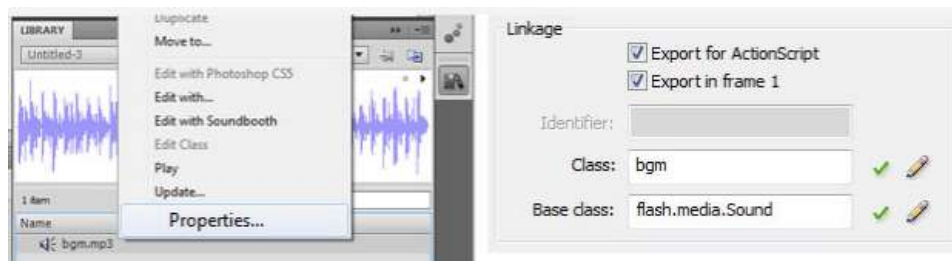 LIBRARY
Untitled-3
Duplicate
Move to...
Edit with Photoshop CS5
Edit with...
Edit with Soundbooth
Edit Class
Play
Update...
Properties...
1 item
Name
bgm.mp3
Linkage
Export for ActionScript
Export in frame 1
Identifier:
Class: bgm
Base class: flash.media.Sound